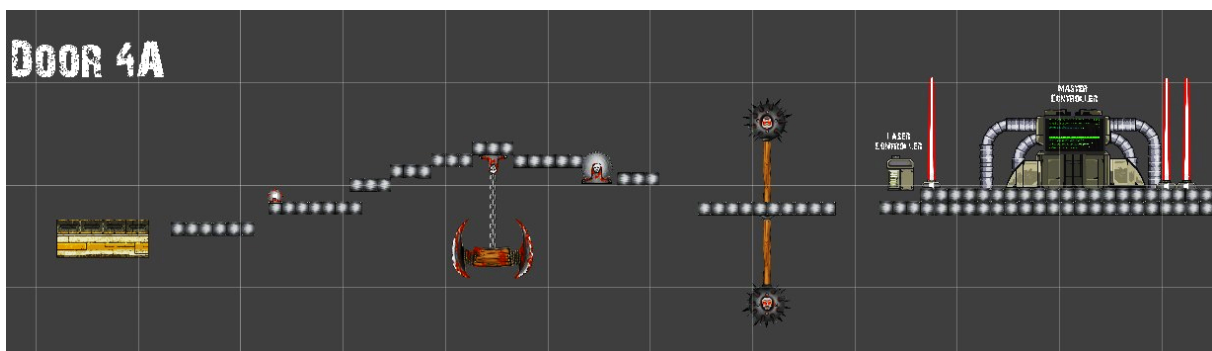 DOOR 4A
MASTER
CONTROLLER
LASER
CONTROLLER